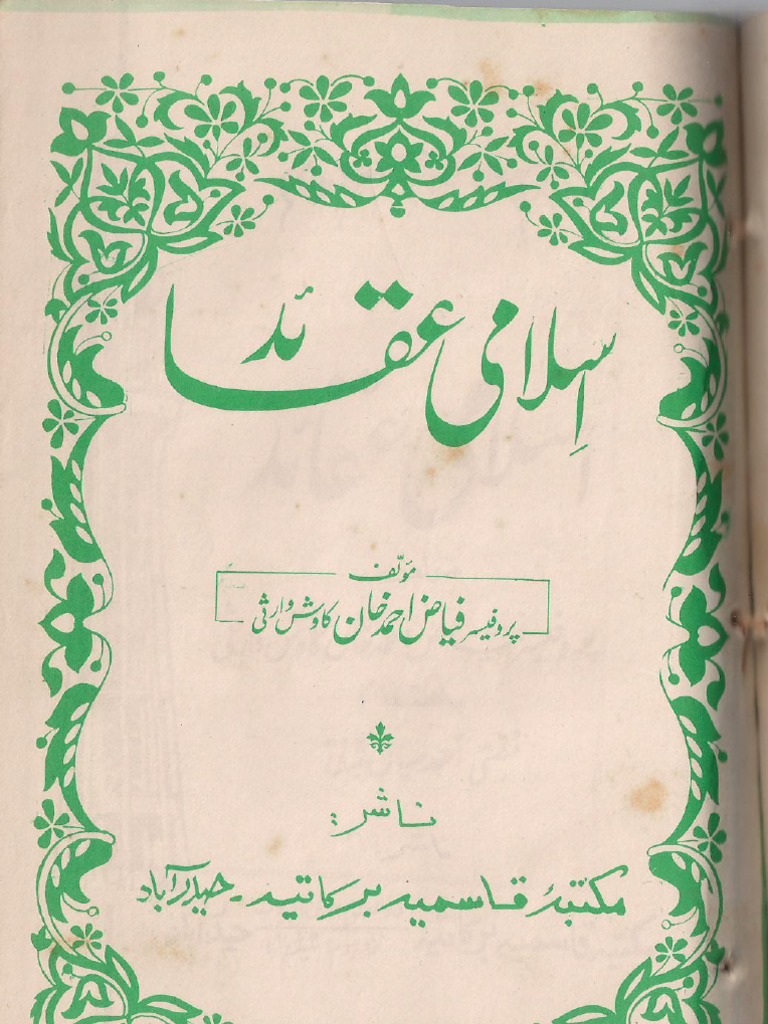 اسلامی عقائد
مؤلف
پروفیسر فیاض احمد خان کاوش وارثی
ناشر:
مکتبۂ قاسمیہ برکاتیہ۔ حیدرآباد